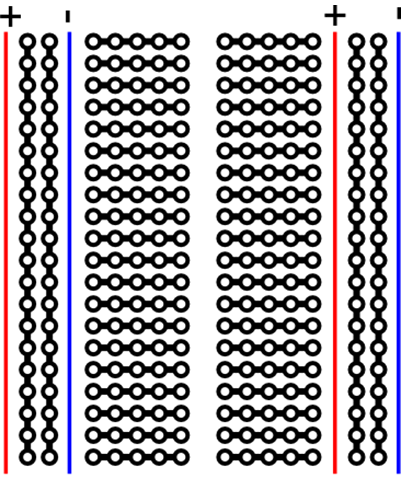 + - + -